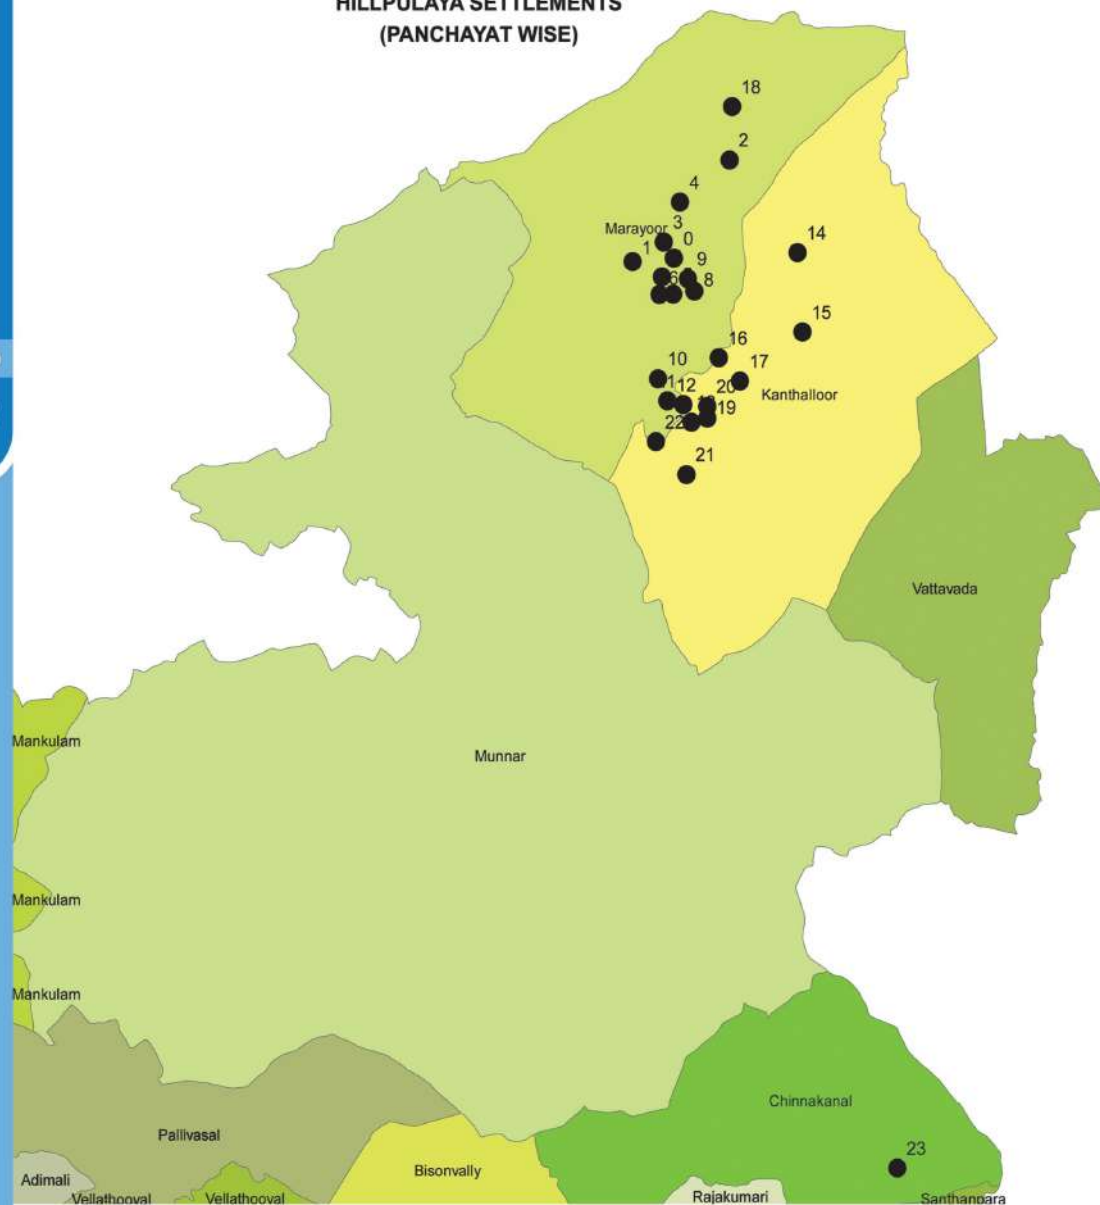 HILLPULAYA SETTLEMENTS
(PANCHAYAT WISE)
18
2
4
3
Marayoor
0
1
9
6
8
14
15
16
10
17
12
20
Kanthalloor
19
22
21
Vattavada
Mankulam
Munnar
Mankulam
Mankulam
Chinnakanal
Pallivasal
23
Bisonvally
Adimali
Vellathooval
Vellathooval
Rajakumari
Santhanpara